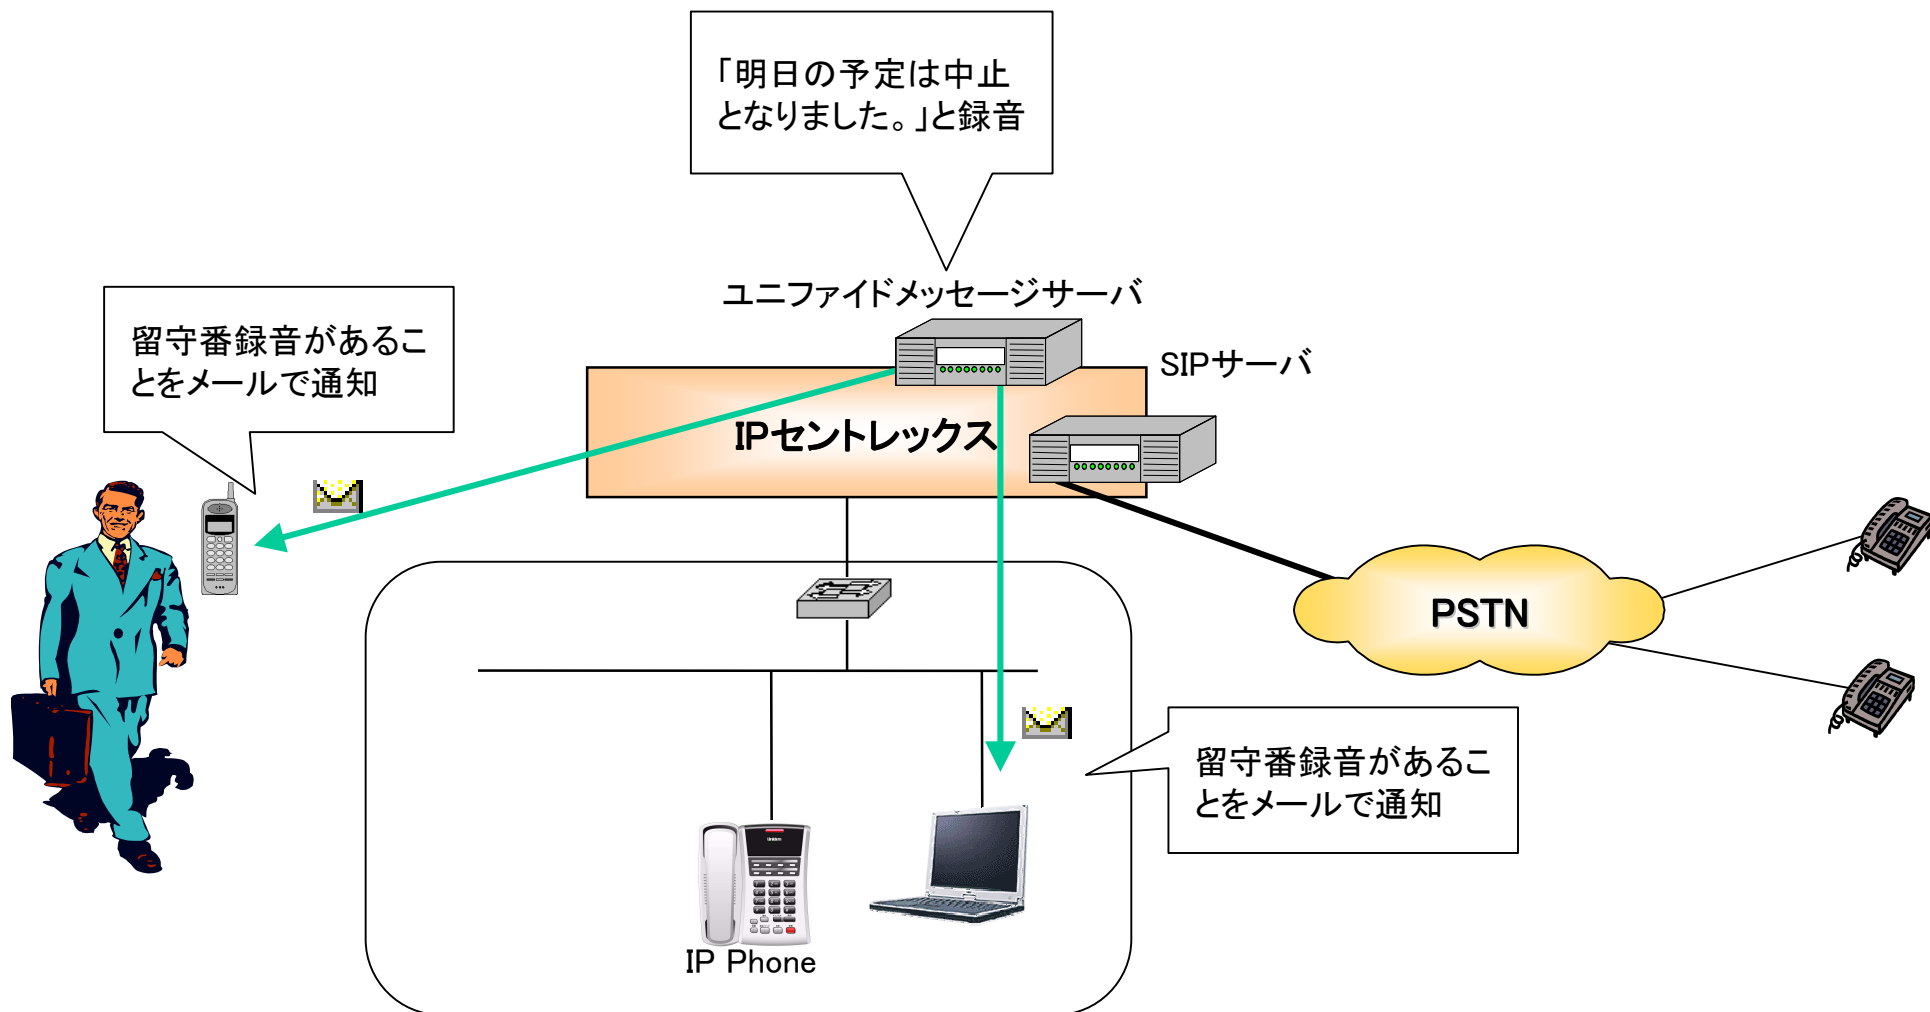 「明日の予定は中止
となりました。」と録音
ユニファイドメッセージサーバ
留守番録音があるこ
とをメールで通知
SIPサーバ
IPセントレックス
PSTN
留守番録音があるこ
とをメールで通知
IP Phone